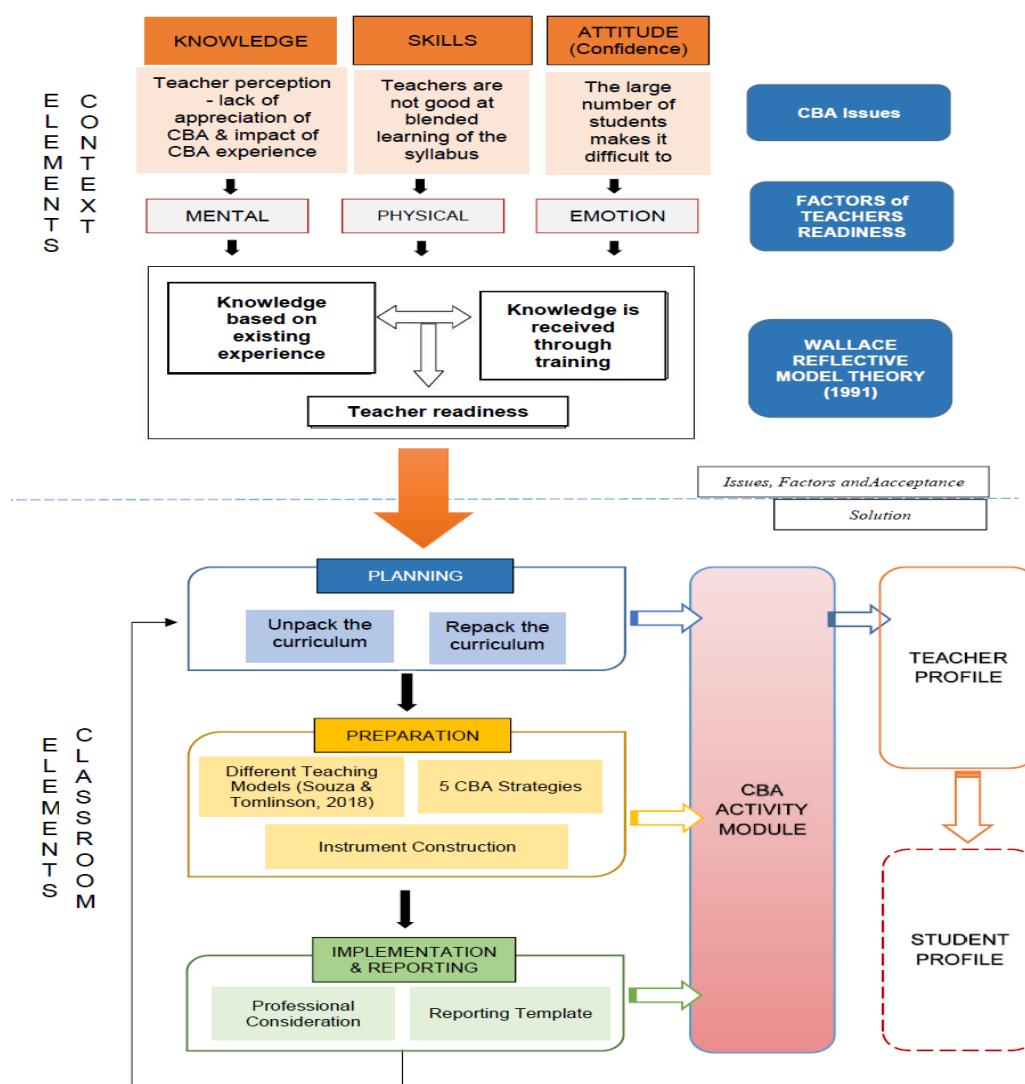 KNOWLEDGE
SKILLS
ATTITUDE
(Confidence)
Teacher perception
- lack of
appreciation of
CBA & impact of
CBA experience
Teachers are
not good at
blended
learning of the
syllabus
The large
number of
students
makes it
difficult to
CBA Issues
ELEMENTS
CONTEXT
MENTAL
PHYSICAL
EMOTION
FACTORS of
TEACHERS
READINESS
Knowledge
based on
existing
experience
Knowledge is
received
through
training
Teacher readiness
WALLACE
REFLECTIVE
MODEL THEORY
(1991)
Issues, Factors andAacceptance
Solution
PLANNING
Unpack the
curriculum
Repack the
curriculum
PREPARATION
Different Teaching
Models (Souza &
Tomlinson, 2018)
5 CBA Strategies
Instrument Construction
ELEMENTS
CLASSROOM
IMPLEMENTATION
& REPORTING
Professional
Consideration
Reporting Template
CBA
ACTIVITY
MODULE
TEACHER
PROFILE
STUDENT
PROFILE